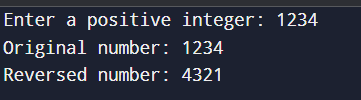 Enter a positive integer: 1234
Original number: 1234
Reversed number: 4321